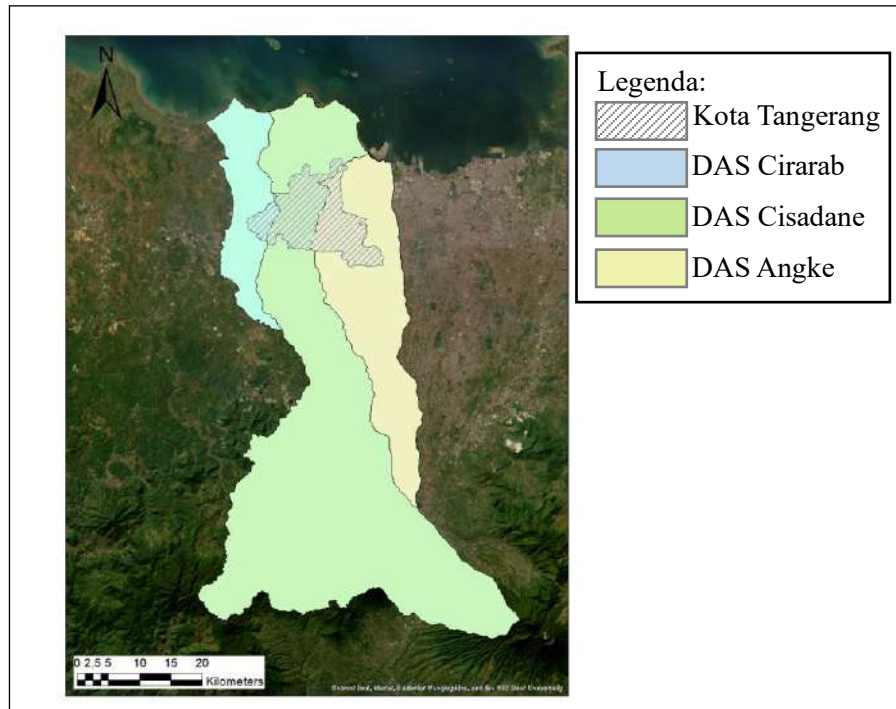 N
Legenda:
Kota Tangerang
DAS Cirarab
DAS Cisadane
DAS Angke
0 2,5 5 10 15 20
Kilometers